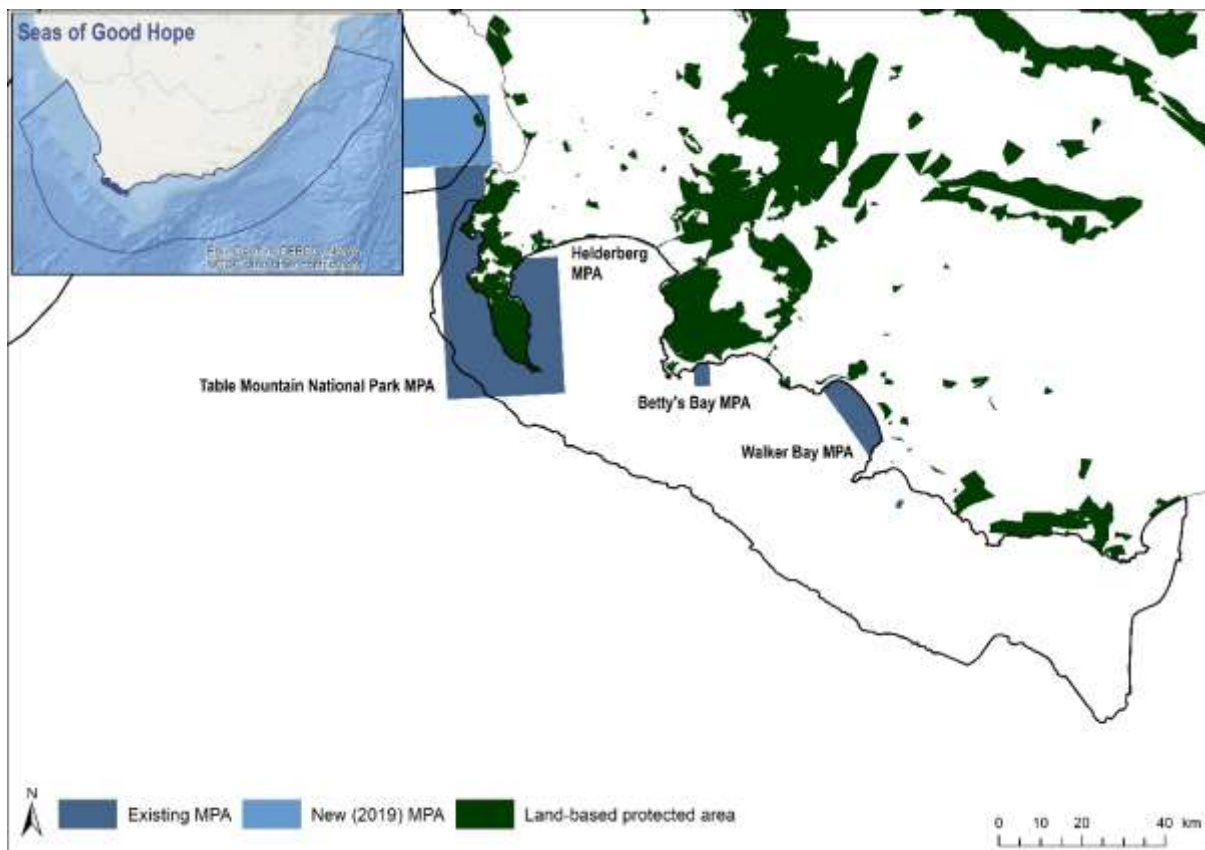 Seas of Good Hope
Helderberg
MPA
Table Mountain National Park MPA
Betty's Bay MPA
Walker Bay MPA
N
Existing MPA
New (2019) MPA
Land-based protected area
0 10 20 40 km